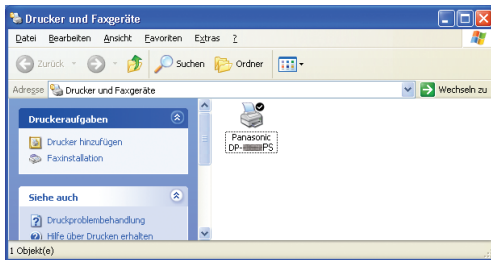 Drucker und Faxgeräte
Datei Bearbeiten Ansicht Favoriten Extras ?
Zurück Suchen Ordner
Adresse Drucker und Faxgeräte Wechseln zu
Druckeraufgaben
Drucker hinzufügen
Faxinstallation
Siehe auch
Druckproblembehandlung
Hilfe über Drucken erhalten
Panasonic
DP- PS
1 Objekt(e)